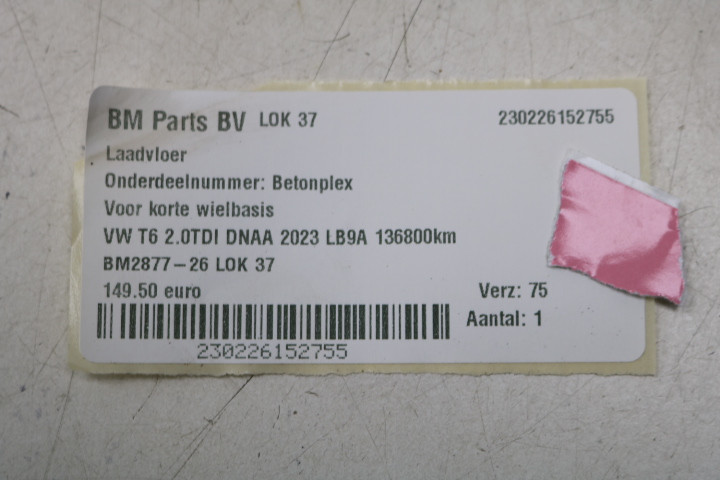 BM Parts BV LOK 37 230226152755
Laadvloer
Onderdeelnummer: Betonplex
Voor korte wielbasis
VW T6 2.0TDI DNAA 2023 LB9A 136800km
BM2877-26 LOK 37
149.50 euro Verz: 75
Aantal: 1
230226152755